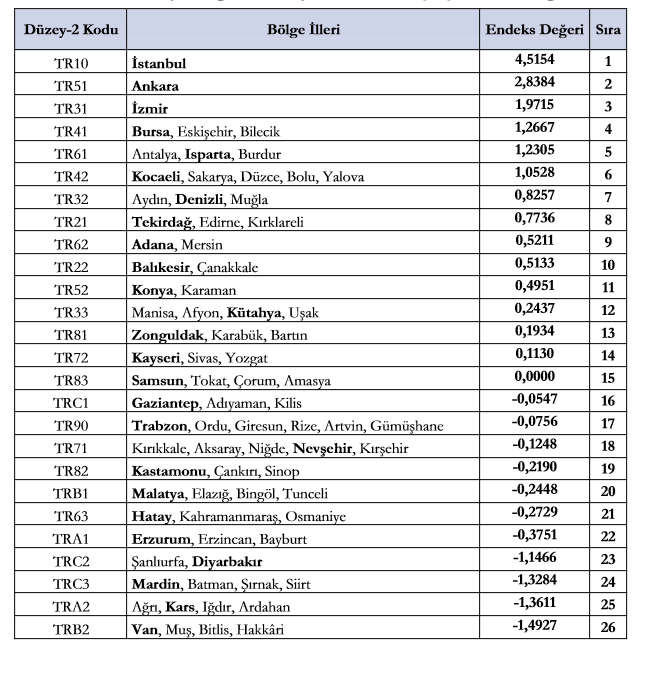 Düzey-2 Kodu Bölge İlleri Endeks Değeri Sıra
TR10 İstanbul 4,5154 1
TR51 Ankara 2,8384 2
TR31 İzmir 1,9715 3
TR41 Bursa, Eskişehir, Bilecik 1,2667 4
TR61 Antalya, Isparta, Burdur 1,2305 5
TR42 Kocaeli, Sakarya, Düzce, Bolu, Yalova 1,0528 6
TR32 Aydın, Denizli, Muğla 0,8257 7
TR21 Tekirdağ, Edirne, Kırklareli 0,7736 8
TR62 Adana, Mersin 0,5211 9
TR22 Balıkesir, Çanakkale 0,5133 10
TR52 Konya, Karaman 0,4951 11
TR33 Manisa, Afyon, Kütahya, Uşak 0,2437 12
TR81 Zonguldak, Karabük, Bartın 0,1934 13
TR72 Kayseri, Sivas, Yozgat 0,1130 14
TR83 Samsun, Tokat, Çorum, Amasya 0,0000 15
TRC1 Gaziantep, Adıyaman, Kilis -0,0547 16
TR90 Trabzon, Ordu, Giresun, Rize, Artvin, Gümüşhane -0,0756 17
TR71 Kırıkkale, Aksaray, Niğde, Nevşehir, Kırşehir -0,1248 18
TR82 Kastamonu, Çankırı, Sinop -0,2190 19
TRB1 Malatya, Elazığ, Bingöl, Tunceli -0,2448 20
TR63 Hatay, Kahramanmaraş, Osmaniye -0,2729 21
TRA1 Erzurum, Erzincan, Bayburt -0,3751 22
TRC2 Şanlıurfa, Diyarbakır -1,1466 23
TRC3 Mardin, Batman, Şırnak, Siirt -1,3284 24
TRA2 Ağrı, Kars, Iğdır, Ardahan -1,3611 25
TRB2 Van, Muş, Bitlis, Hakkâri -1,4927 26